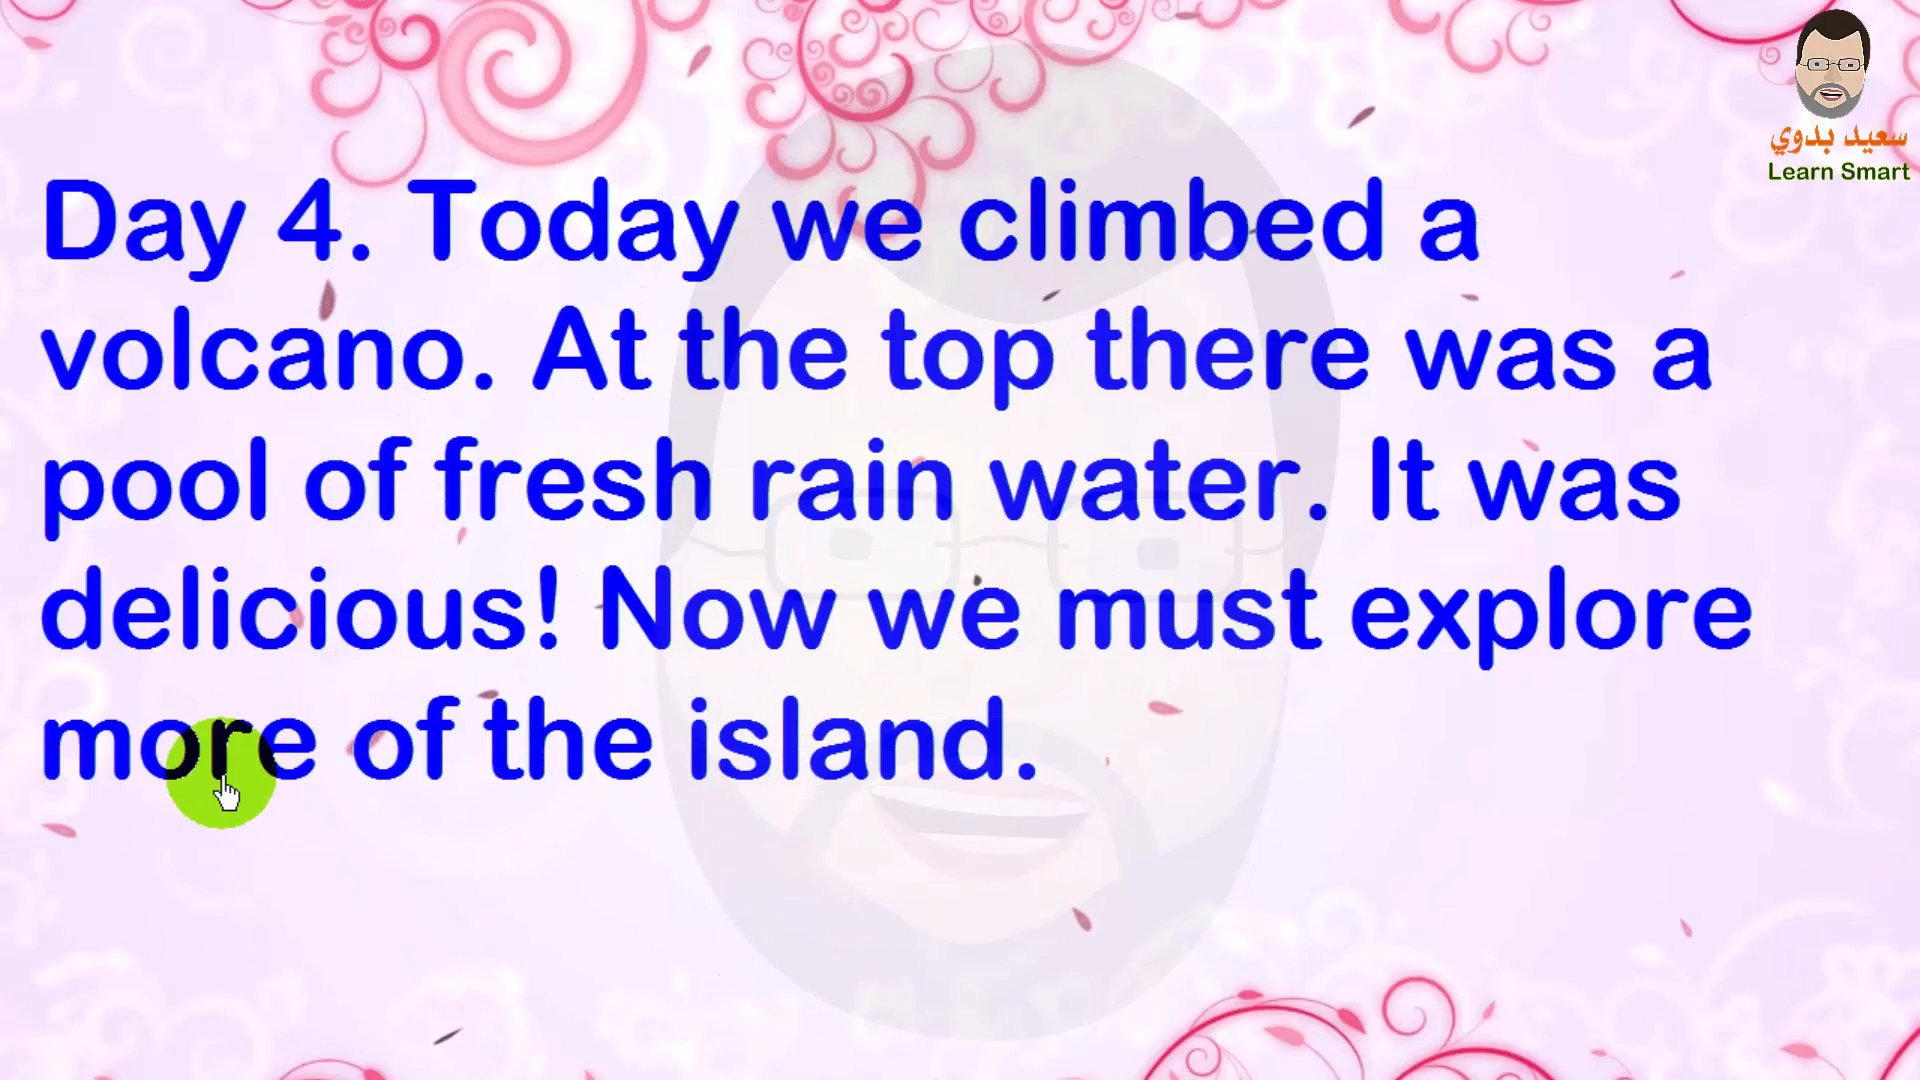 سعيد بدوي
Learn Smart
Day 4. Today we climbed a
volcano. At the top there was a
pool of fresh rain water. It was
delicious! Now we must explore
more of the island.